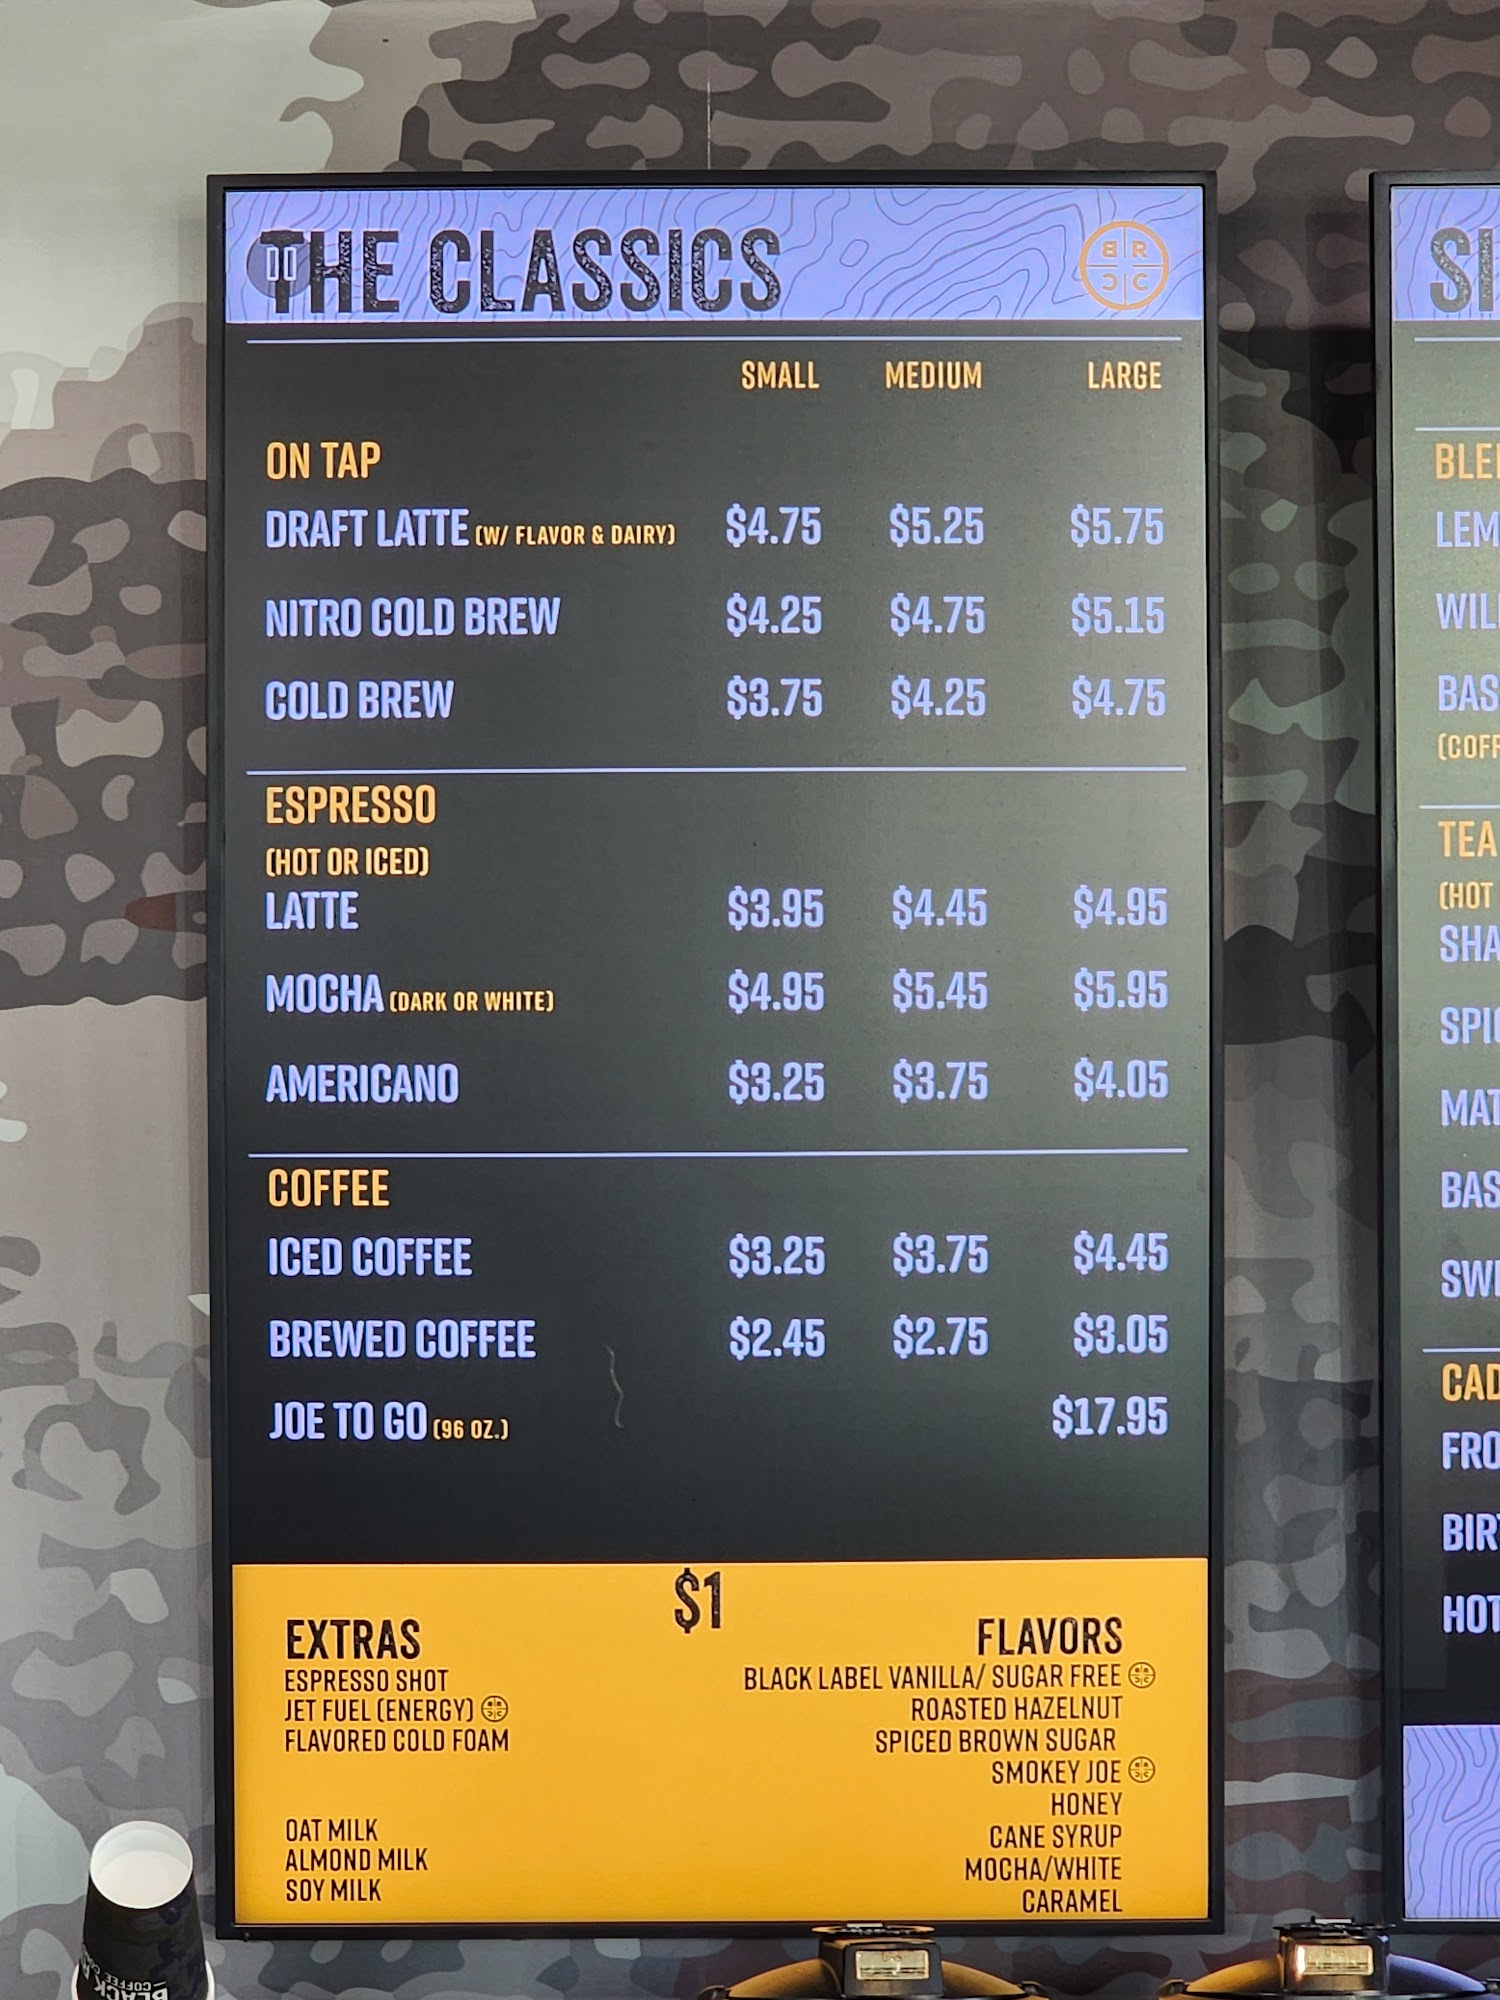 THE CLASSICS
BRCC
SMALL MEDIUM LARGE
ON TAP
DRAFT LATTE (W/ FLAVOR & DAIRY) $4.75 $5.25 $5.75
NITRO COLD BREW $4.25 $4.75 $5.15
COLD BREW $3.75 $4.25 $4.75
ESPRESSO
(HOT OR ICED)
LATTE $3.95 $4.45 $4.95
MOCHA (DARK OR WHITE) $4.95 $5.45 $5.95
AMERICANO $3.25 $3.75 $4.05
COFFEE
ICED COFFEE $3.25 $3.75 $4.45
BREWED COFFEE $2.45 $2.75 $3.05
JOE TO GO (96 OZ.) $17.95
$1
EXTRAS
ESPRESSO SHOT
JET FUEL (ENERGY)
FLAVORED COLD FOAM
OAT MILK
ALMOND MILK
SOY MILK
FLAVORS
BLACK LABEL VANILLA/ SUGAR FREE
ROASTED HAZELNUT
SPICED BROWN SUGAR
SMOKEY JOE
HONEY
CANE SYRUP
MOCHA/WHITE
CARAMEL
TEA
(HOT
BLACK
COFFEE